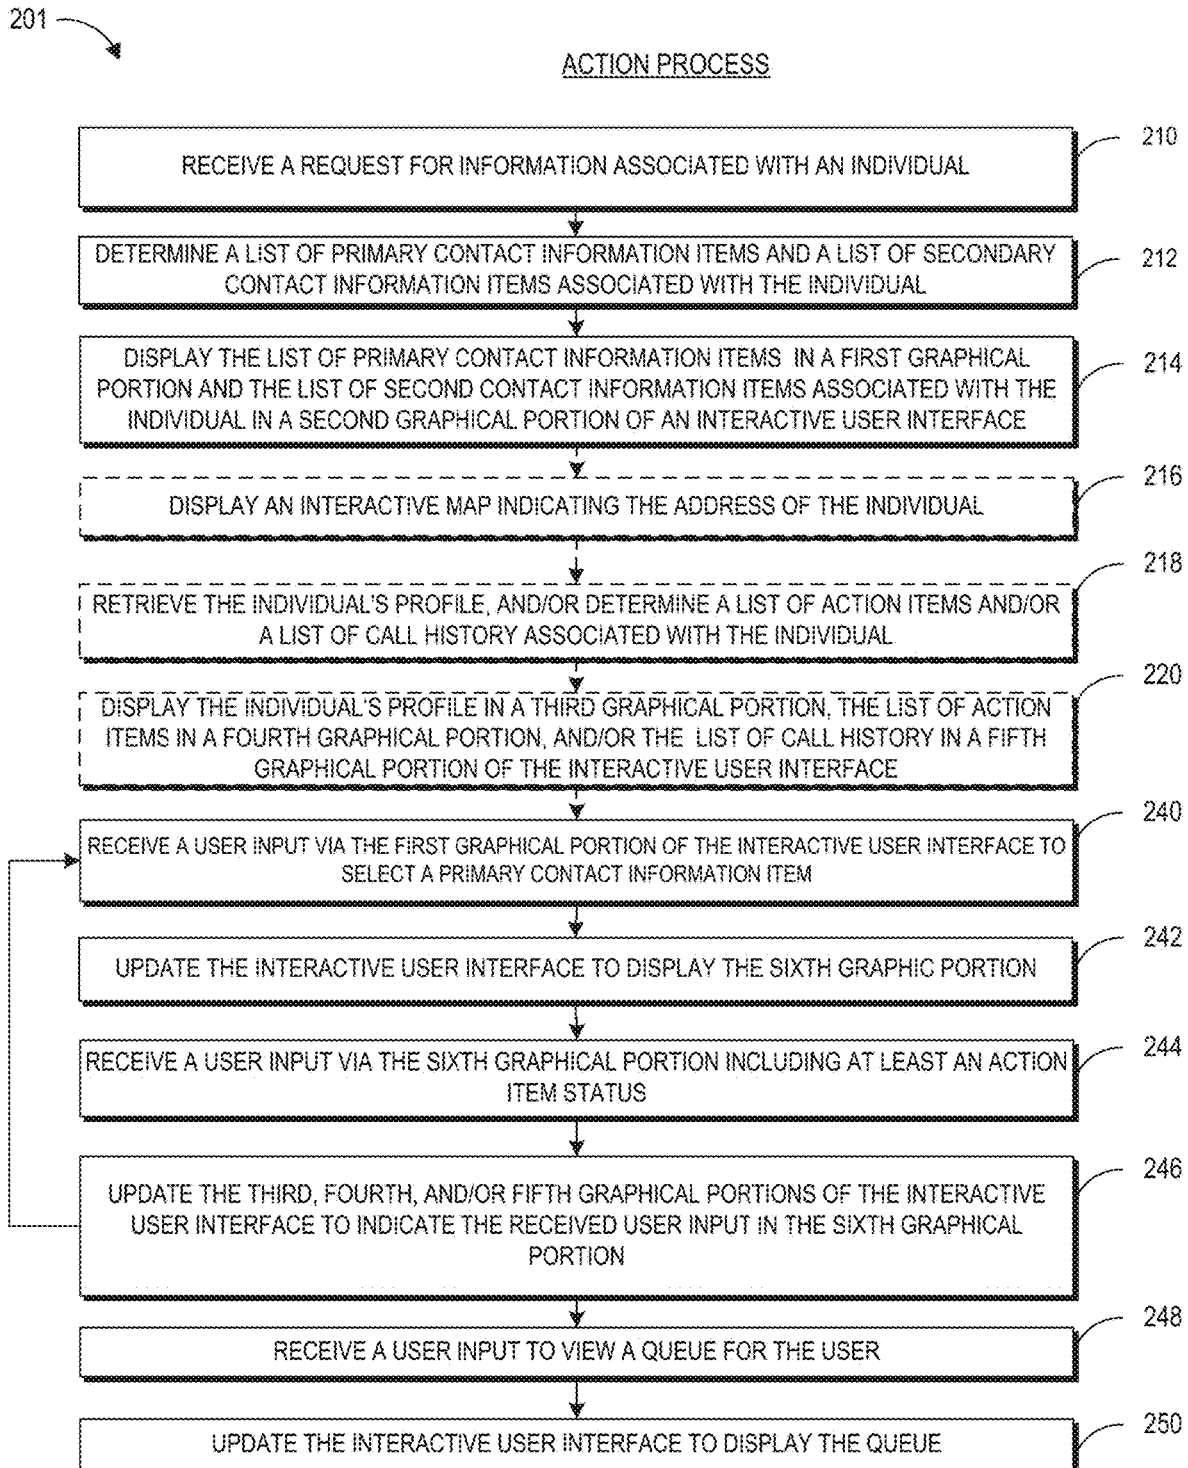 201
ACTION PROCESS
210
RECEIVE A REQUEST FOR INFORMATION ASSOCIATED WITH AN INDIVIDUAL
212
DETERMINE A LIST OF PRIMARY CONTACT INFORMATION ITEMS AND A LIST OF SECONDARY
CONTACT INFORMATION ITEMS ASSOCIATED WITH THE INDIVIDUAL
214
DISPLAY THE LIST OF PRIMARY CONTACT INFORMATION ITEMS IN A FIRST GRAPHICAL
PORTION AND THE LIST OF SECOND CONTACT INFORMATION ITEMS ASSOCIATED WITH THE
INDIVIDUAL IN A SECOND GRAPHICAL PORTION OF AN INTERACTIVE USER INTERFACE
216
DISPLAY AN INTERACTIVE MAP INDICATING THE ADDRESS OF THE INDIVIDUAL
218
RETRIEVE THE INDIVIDUAL'S PROFILE, AND/OR DETERMINE A LIST OF ACTION ITEMS AND/OR
A LIST OF CALL HISTORY ASSOCIATED WITH THE INDIVIDUAL
220
DISPLAY THE INDIVIDUAL'S PROFILE IN A THIRD GRAPHICAL PORTION, THE LIST OF ACTION
ITEMS IN A FOURTH GRAPHICAL PORTION, AND/OR THE LIST OF CALL HISTORY IN A FIFTH
GRAPHICAL PORTION OF THE INTERACTIVE USER INTERFACE
240
RECEIVE A USER INPUT VIA THE FIRST GRAPHICAL PORTION OF THE INTERACTIVE USER INTERFACE TO
SELECT A PRIMARY CONTACT INFORMATION ITEM
242
UPDATE THE INTERACTIVE USER INTERFACE TO DISPLAY THE SIXTH GRAPHIC PORTION
244
RECEIVE A USER INPUT VIA THE SIXTH GRAPHICAL PORTION INCLUDING AT LEAST AN ACTION
ITEM STATUS
246
UPDATE THE THIRD, FOURTH, AND/OR FIFTH GRAPHICAL PORTIONS OF THE INTERACTIVE
USER INTERFACE TO INDICATE THE RECEIVED USER INPUT IN THE SIXTH GRAPHICAL
PORTION
248
RECEIVE A USER INPUT TO VIEW A QUEUE FOR THE USER
250
UPDATE THE INTERACTIVE USER INTERFACE TO DISPLAY THE QUEUE